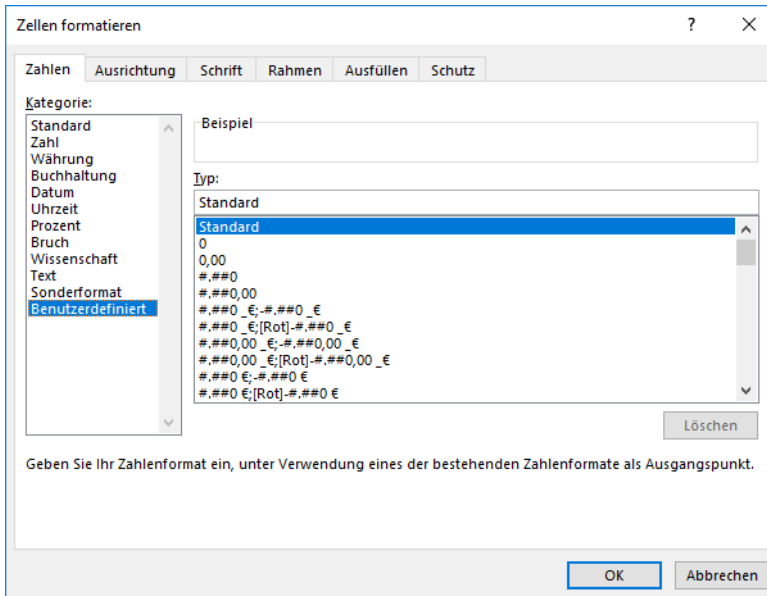 Zellen formatieren
?
Zahlen Ausrichtung Schrift Rahmen Ausfüllen Schutz
Kategorie:
Standard
Zahl
Währung
Buchhaltung
Datum
Uhrzeit
Prozent
Bruch
Wissenschaft
Text
Sonderformat
Benutzerdefiniert
Beispiel
Typ:
Standard
Standard
0
0,00
#.##0
#.##0,00
#.##0 _€;-#.##0 _€
#.##0 _€;[Rot]-#.##0 _€
#.##0,00 _€;-#.##0,00 _€
#.##0,00 _€;[Rot]-#.##0,00 _€
#.##0 €;-#.##0 €
#.##0 €;[Rot]-#.##0 €
Löschen
Geben Sie Ihr Zahlenformat ein, unter Verwendung eines der bestehenden Zahlenformate als Ausgangspunkt.
OK Abbrechen